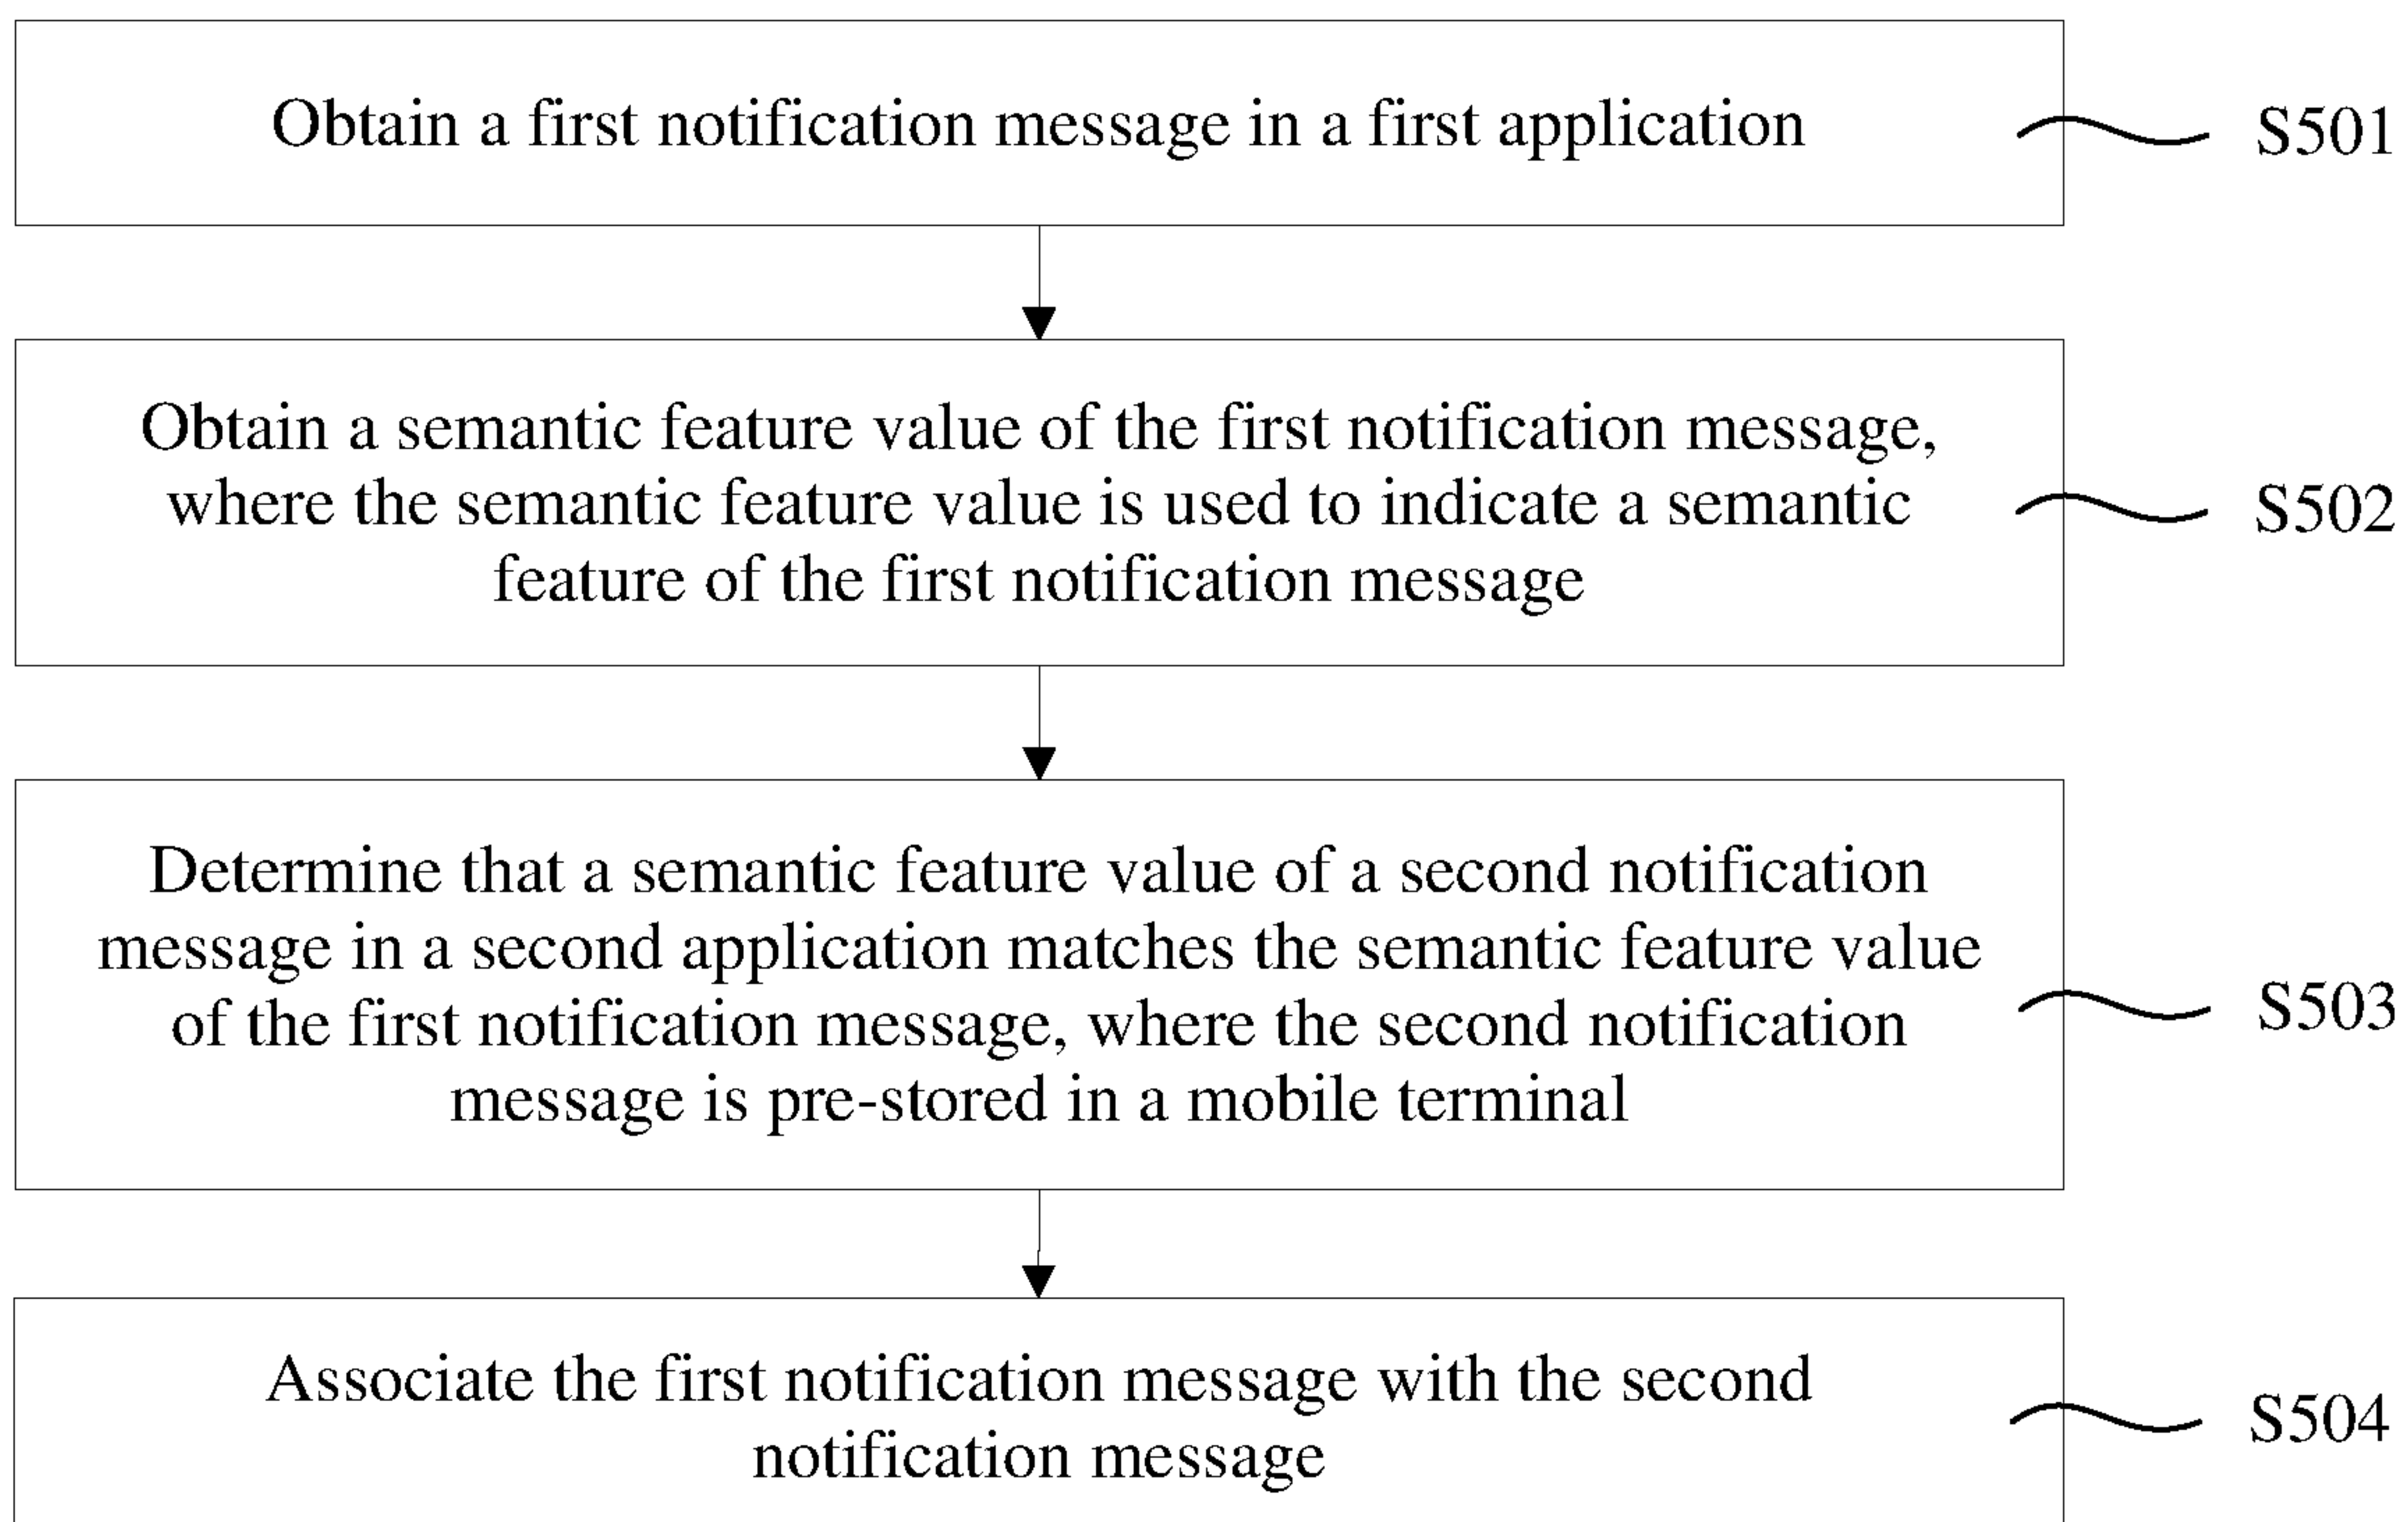 Obtain a first notification message in a first application
S501
Obtain a semantic feature value of the first notification message,
where the semantic feature value is used to indicate a semantic
feature of the first notification message
S502
Determine that a semantic feature value of a second notification
message in a second application matches the semantic feature value
of the first notification message, where the second notification
message is pre-stored in a mobile terminal
S503
Associate the first notification message with the second
notification message
S504